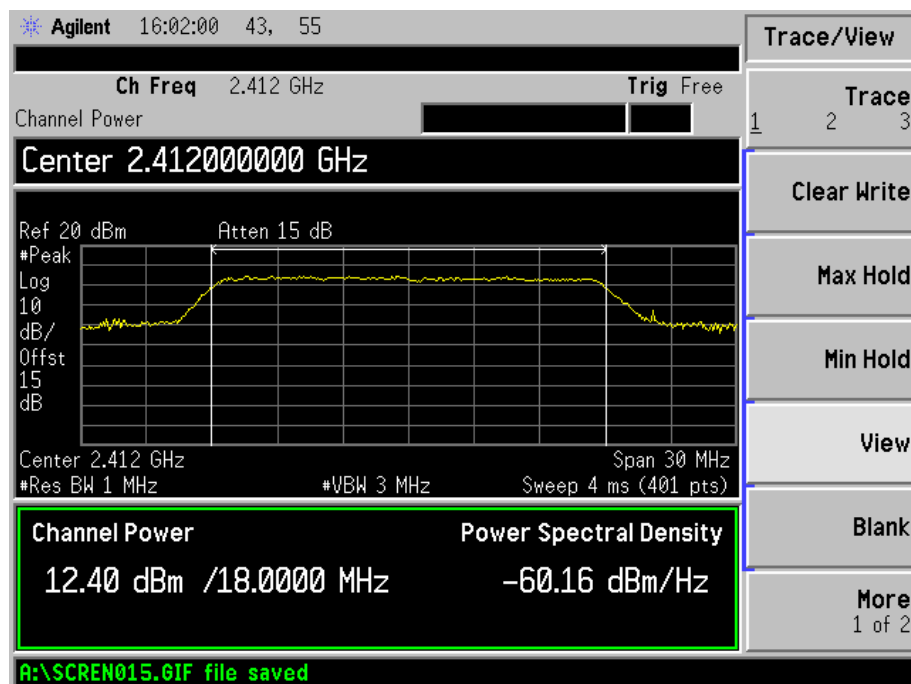 Agilent 16:02:00 43, 55
Trace/View
Ch Freq 2.412 GHz
Trig Free
Channel Power
Center 2.412000000 GHz
Ref 20 dBm
Atten 15 dB
#Peak
Log
10
dB/
Offst
15
dB
Center 2.412 GHz
Span 30 MHz
#Res BW 1 MHz
#VBW 3 MHz
Sweep 4 ms (401 pts)
Channel Power
Power Spectral Density
12.40 dBm /18.0000 MHz
-60.16 dBm/Hz
A:\SCREN015.GIF file saved
Trace
1 2 3
Clear Write
Max Hold
Min Hold
View
Blank
More
1 of 2